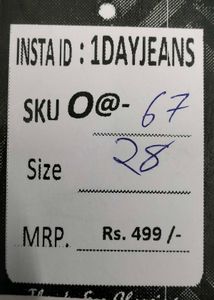 INSTA ID : 1DAYJEANS
SKU O@- 67
Size 28
MRP. Rs. 499 /-